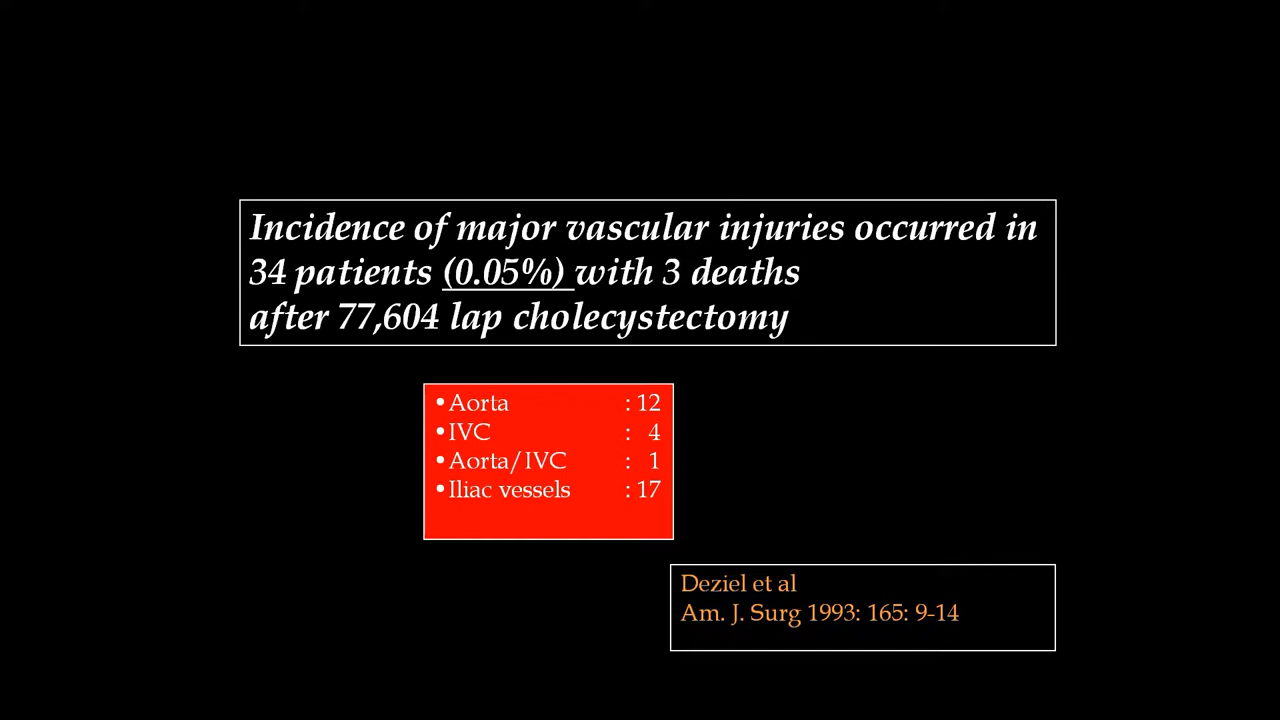 Incidence of major vascular injuries occurred in
34 patients (0.05%) with 3 deaths
after 77,604 lap cholecystectomy
•Aorta : 12
•IVC : 4
•Aorta/IVC : 1
•Iliac vessels : 17
Deziel et al
Am. J. Surg 1993: 165: 9-14